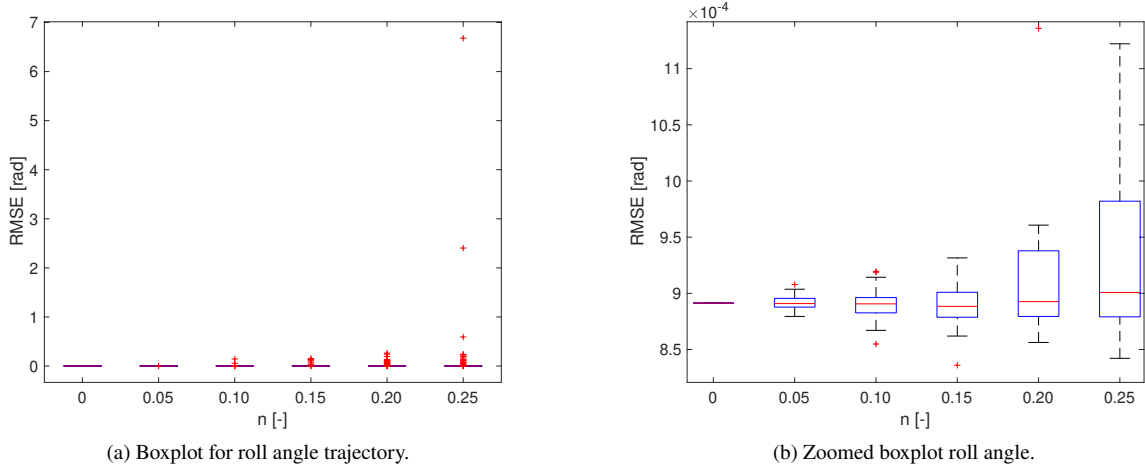 7
6
5
4
3
2
1
0
RMSE [rad]
0 0.05 0.10 0.15 0.20 0.25
n [-]
(a) Boxplot for roll angle trajectory.
×10⁻⁴
11
10.5
10
9.5
9
8.5
RMSE [rad]
0 0.05 0.10 0.15 0.20 0.25
n [-]
(b) Zoomed boxplot roll angle.